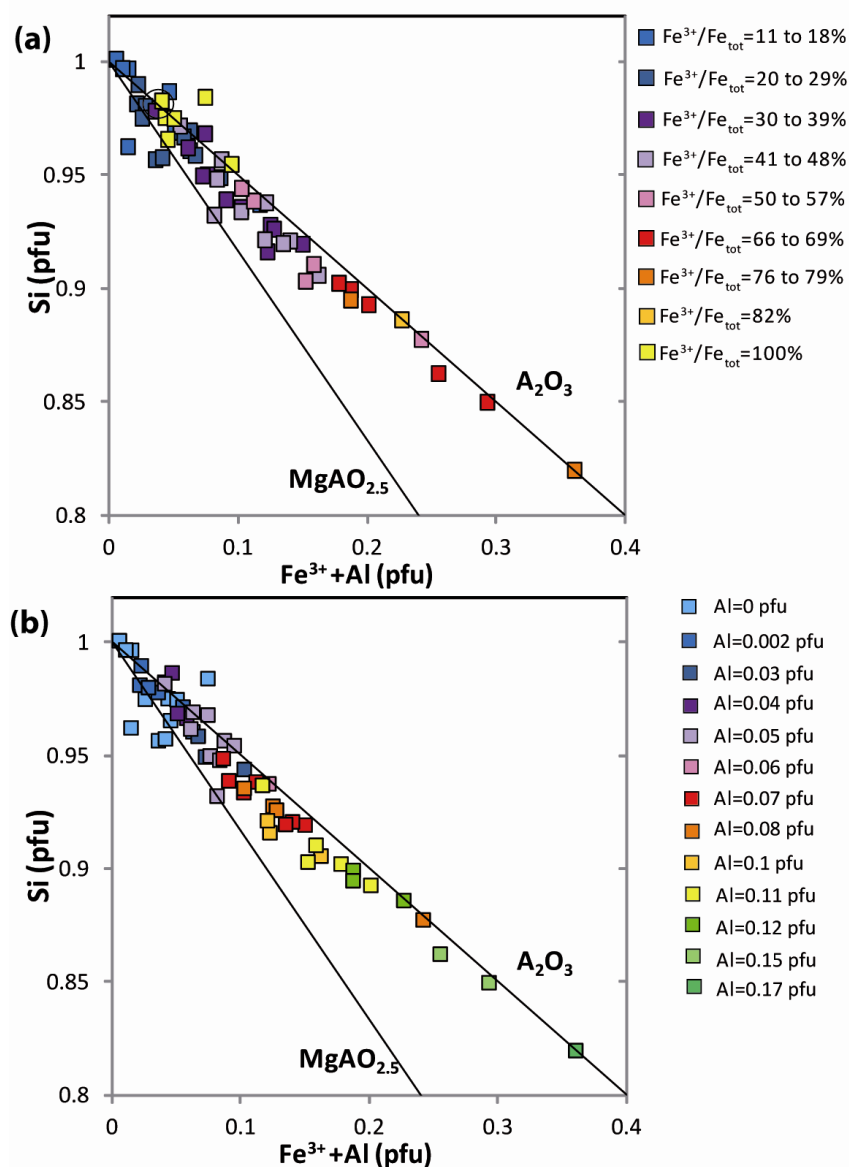 (a)
1
0.95
0.9
0.85
0.8
Si (pfu)
0
0.1
0.2
0.3
0.4
Fe³⁺+Al (pfu)
A₂O₃
MgAO₂.₅
Fe³⁺/Feₜₒₜ=11 to 18%
Fe³⁺/Feₜₒₜ=20 to 29%
Fe³⁺/Feₜₒₜ=30 to 39%
Fe³⁺/Feₜₒₜ=41 to 48%
Fe³⁺/Feₜₒₜ=50 to 57%
Fe³⁺/Feₜₒₜ=66 to 69%
Fe³⁺/Feₜₒₜ=76 to 79%
Fe³⁺/Feₜₒₜ=82%
Fe³⁺/Feₜₒₜ=100%
(b)
1
0.95
0.9
0.85
0.8
Si (pfu)
0
0.1
0.2
0.3
0.4
Fe³⁺+Al (pfu)
A₂O₃
MgAO₂.₅
Al=0 pfu
Al=0.002 pfu
Al=0.03 pfu
Al=0.04 pfu
Al=0.05 pfu
Al=0.06 pfu
Al=0.07 pfu
Al=0.08 pfu
Al=0.1 pfu
Al=0.11 pfu
Al=0.12 pfu
Al=0.15 pfu
Al=0.17 pfu